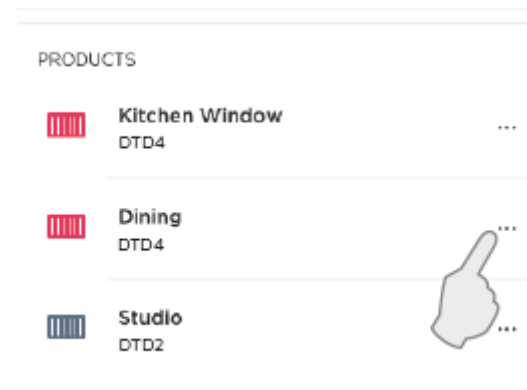 PRODUCTS
Kitchen Window
DTD4
...
Dining
DTD4
...
Studio
DTD2
...